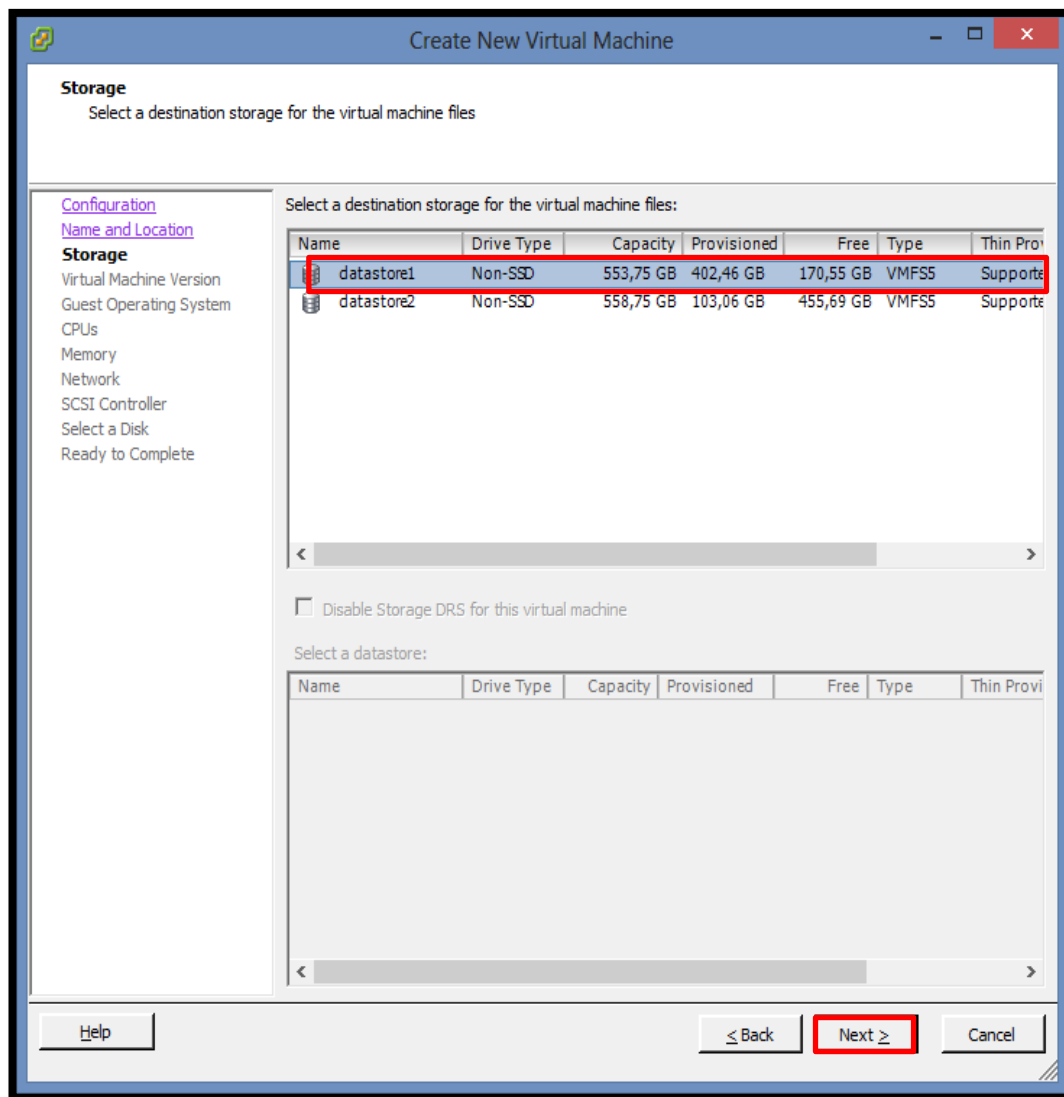 Create New Virtual Machine
Storage
Select a destination storage for the virtual machine files
Configuration
Name and Location
Storage
Virtual Machine Version
Guest Operating System
CPUs
Memory
Network
SCSI Controller
Select a Disk
Ready to Complete
Select a destination storage for the virtual machine files:
Name Drive Type Capacity Provisioned Free Type Thin Prov
datastore1 Non-SSD 553,75 GB 402,46 GB 170,55 GB VMFS5 Supporte
datastore2 Non-SSD 558,75 GB 103,06 GB 455,69 GB VMFS5 Supporte
Disable Storage DRS for this virtual machine
Select a datastore:
Name Drive Type Capacity Provisioned Free Type Thin Provi
Help < Back Next > Cancel